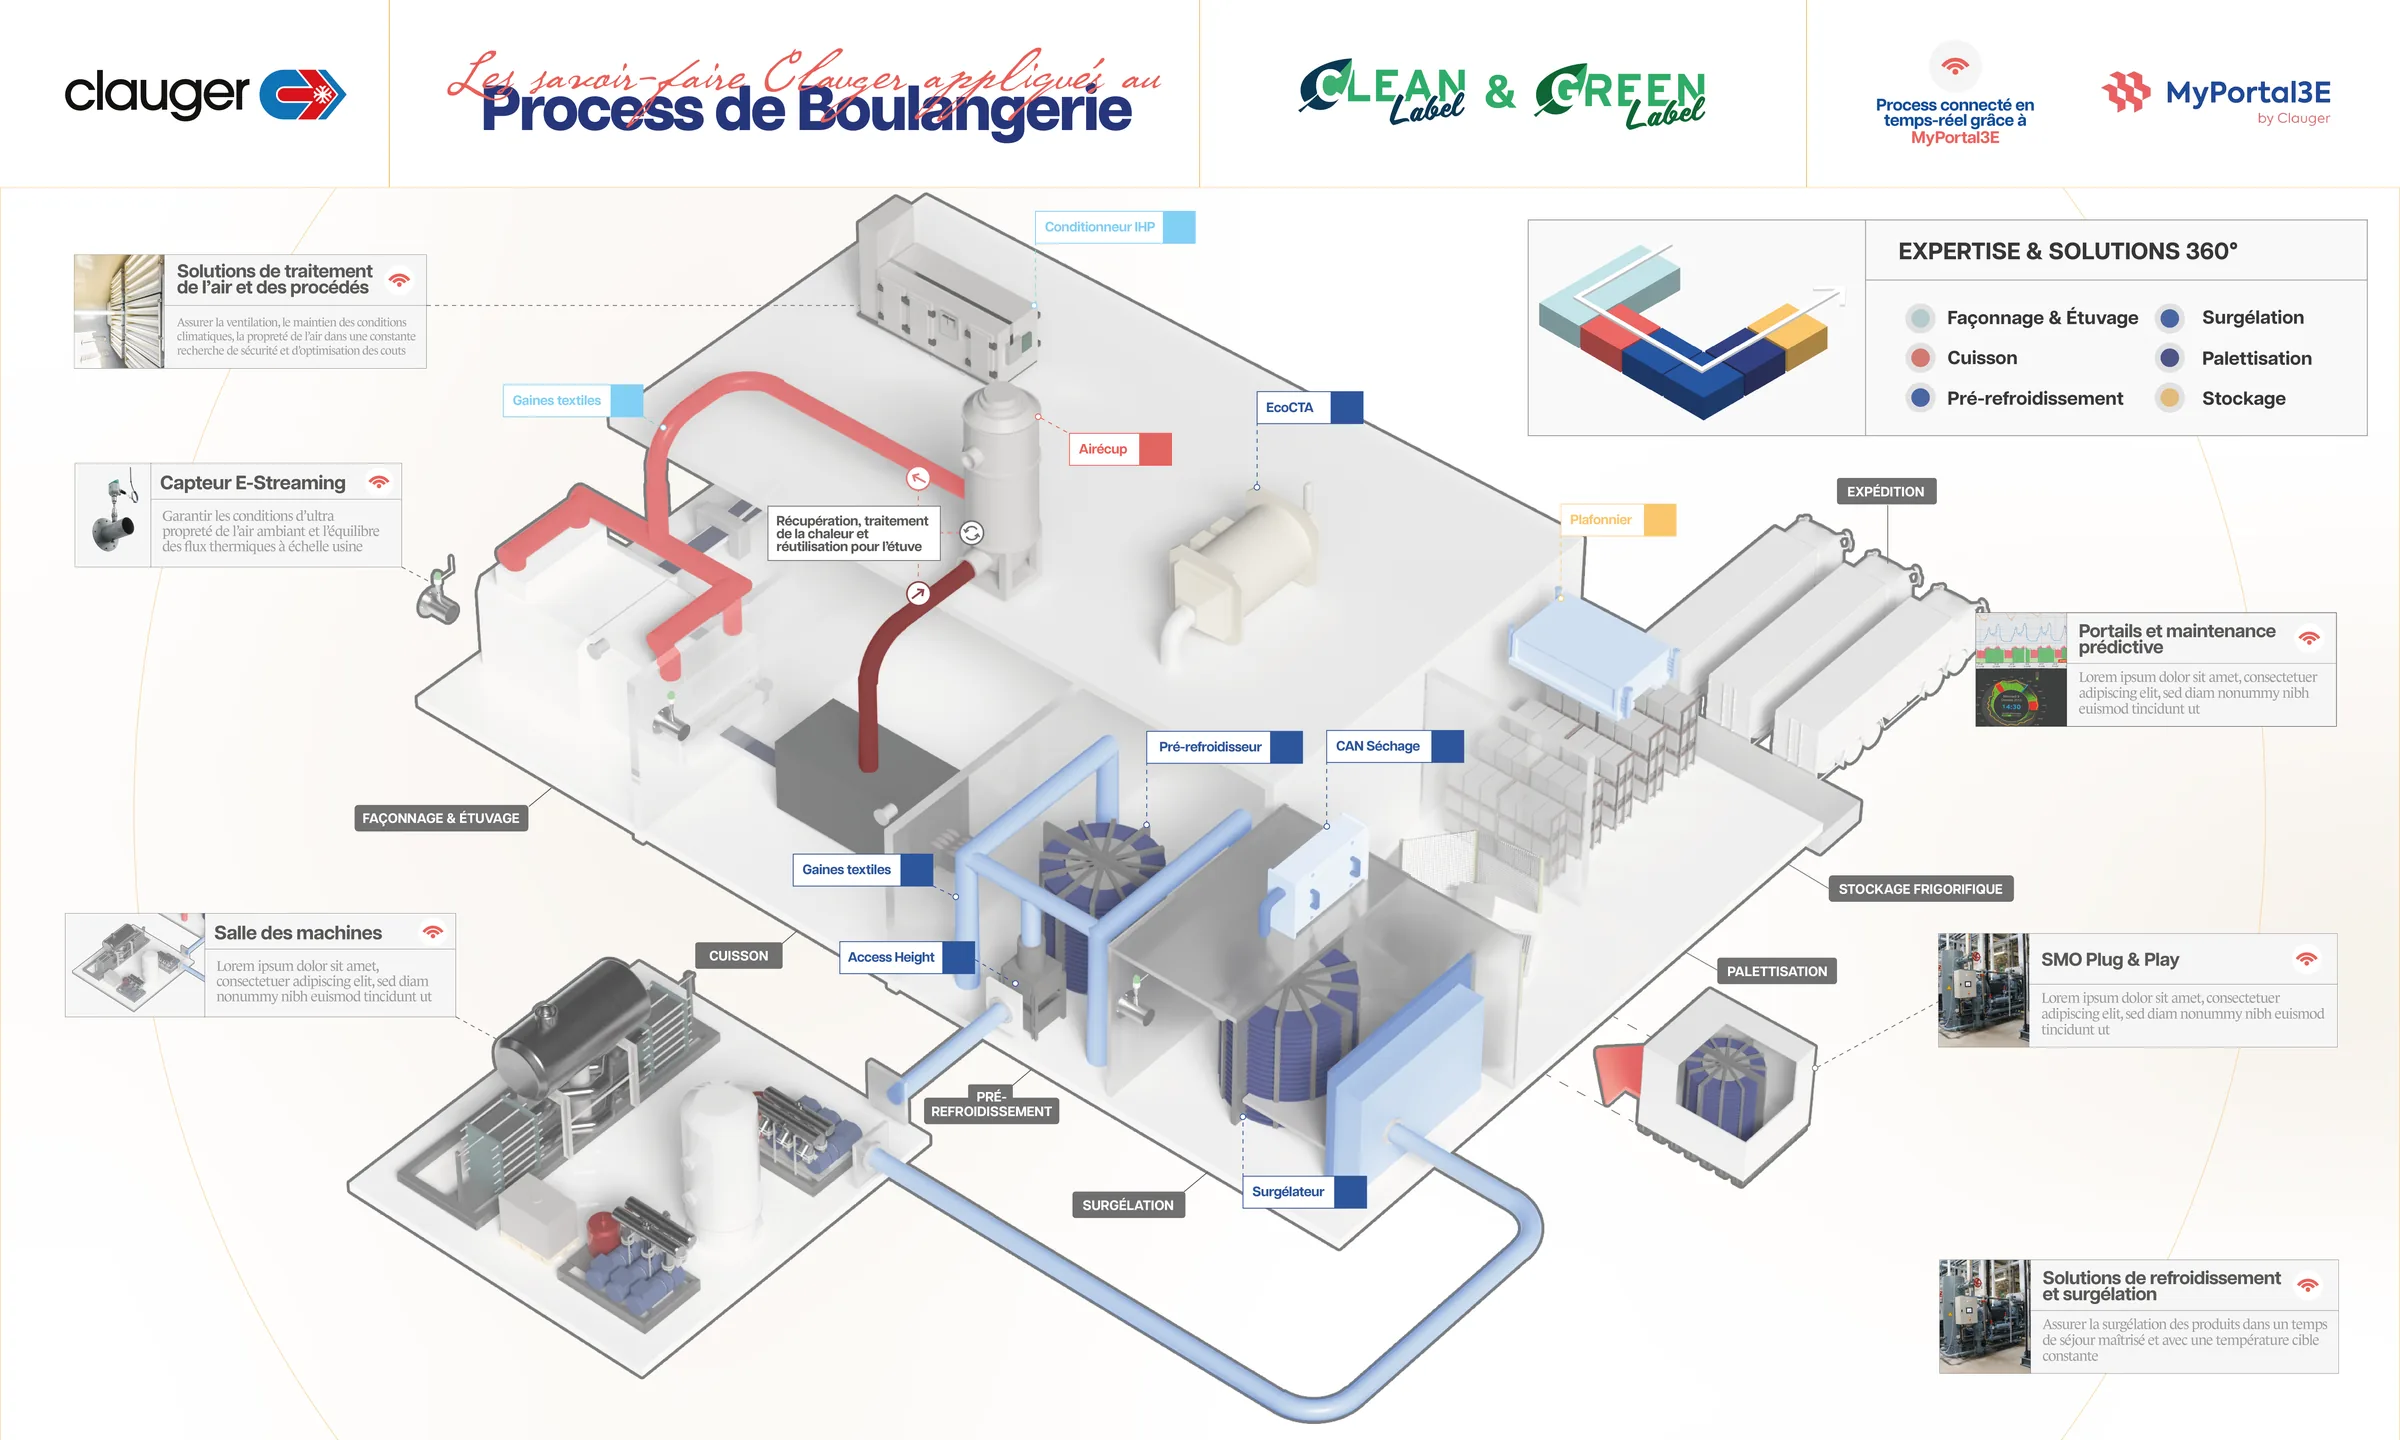 clauger
Les savoir-faire Clauger appliqués au
Process de Boulangerie
CLEAN
Label
&
GREEN
Label
Process connecté en
temps-réel grâce à
MyPortal3E
MyPortal3E
by Clauger
Conditionneur IHP
Solutions de traitement
de l'air et des procédés
Assurer la ventilation, le maintien des conditions
climatiques, la propreté de l'air dans une constante
recherche de sécurité et d'optimisation des couts
EXPERTISE & SOLUTIONS 360°
Façonnage & Étuvage
Cuisson
Pré-refroidissement
Surgélation
Palettisation
Stockage
Gaines textiles
EcoCTA
Airécup
Capteur E-Streaming
Garantir les conditions d'ultra
propreté de l'air ambiant et l'équilibre
des flux thermiques à échelle usine
Récupération, traitement
de la chaleur et
réutilisation pour l'étuve
Plafonnier
EXPÉDITION
Portails et maintenance
prédictive
Lorem ipsum dolor sit amet, consectetuer
adipiscing elit, sed diam nonummy nibh
euismod tincidunt ut
14:30
Pré-refroidisseur
CAN Séchage
FAÇONNAGE & ÉTUVAGE
Gaines textiles
STOCKAGE FRIGORIFIQUE
Salle des machines
Lorem ipsum dolor sit amet,
consectetuer adipiscing elit, sed diam
nonummy nibh euismod tincidunt ut
CUISSON
Access Height
PALETTISATION
SMO Plug & Play
Lorem ipsum dolor sit amet, consectetuer
adipiscing elit, sed diam nonummy nibh euismod
tincidunt ut
PRÉ-
REFROIDISSEMENT
SURGÉLATION
Surgélateur
Solutions de refroidissement
et surgélation
Assurer la surgélation des produits dans un temps
de séjour maîtrisé et avec une température cible
constante